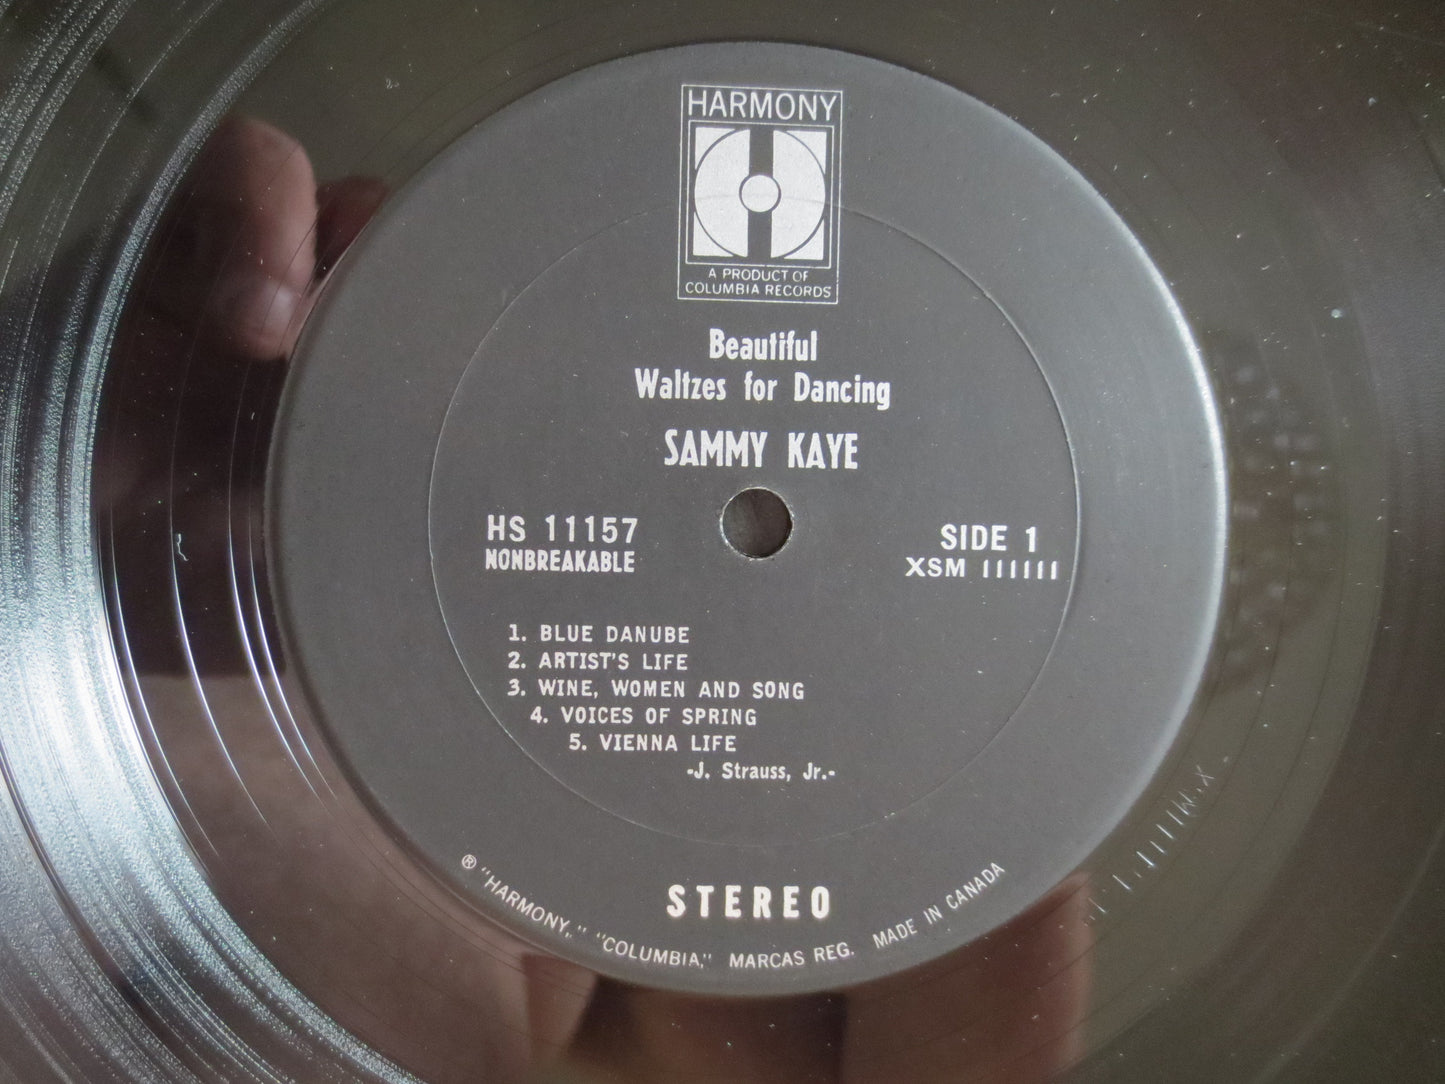 HARMONY
A PRODUCT OF
COLUMBIA RECORDS
Beautiful
Waltzes for Dancing
SAMMY KAYE
HS 11157
NONBREAKABLE
SIDE 1
XSM 111111
1. BLUE DANUBE
2. ARTIST'S LIFE
3. WINE, WOMEN AND SONG
4. VOICES OF SPRING
5. VIENNA LIFE
-J. Strauss, Jr.-
STEREO
® "HARMONY," "COLUMBIA," MARCAS REG. MADE IN CANADA